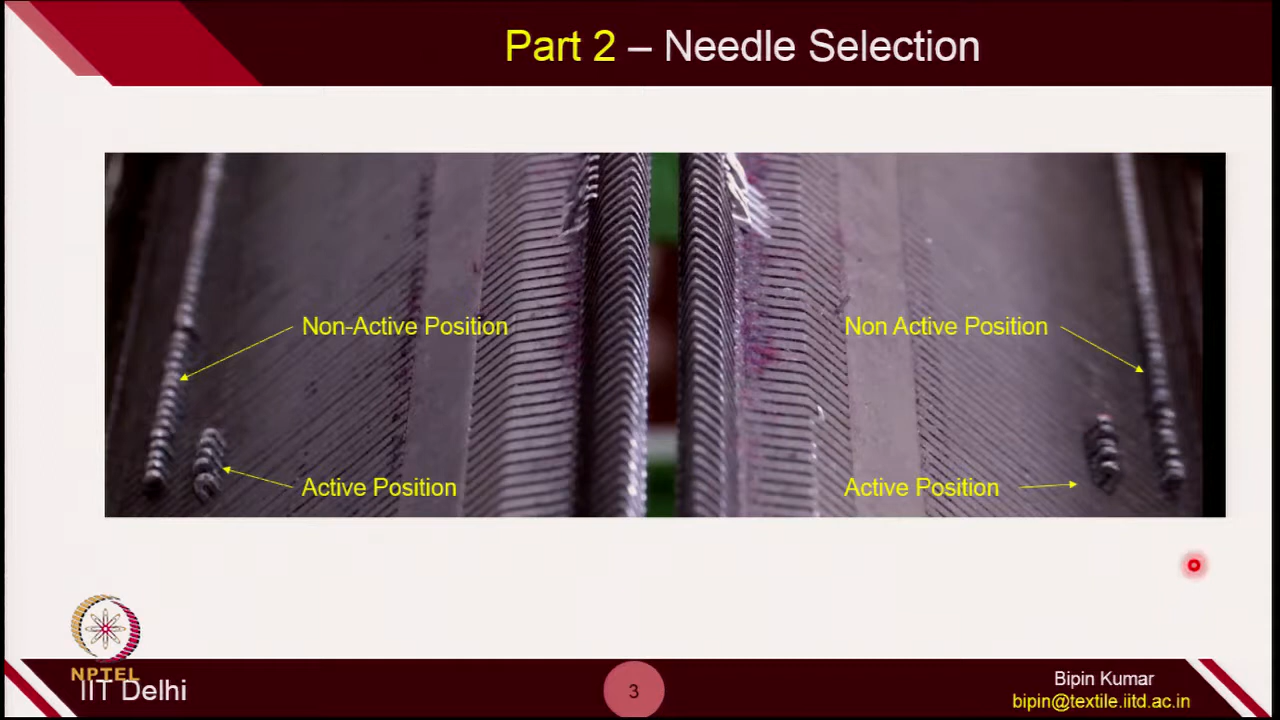 Part 2 – Needle Selection
Non-Active Position
Non Active Position
Active Position
Active Position
NPTEL
IIT Delhi
3
Bipin Kumar
bipin@textile.iitd.ac.in